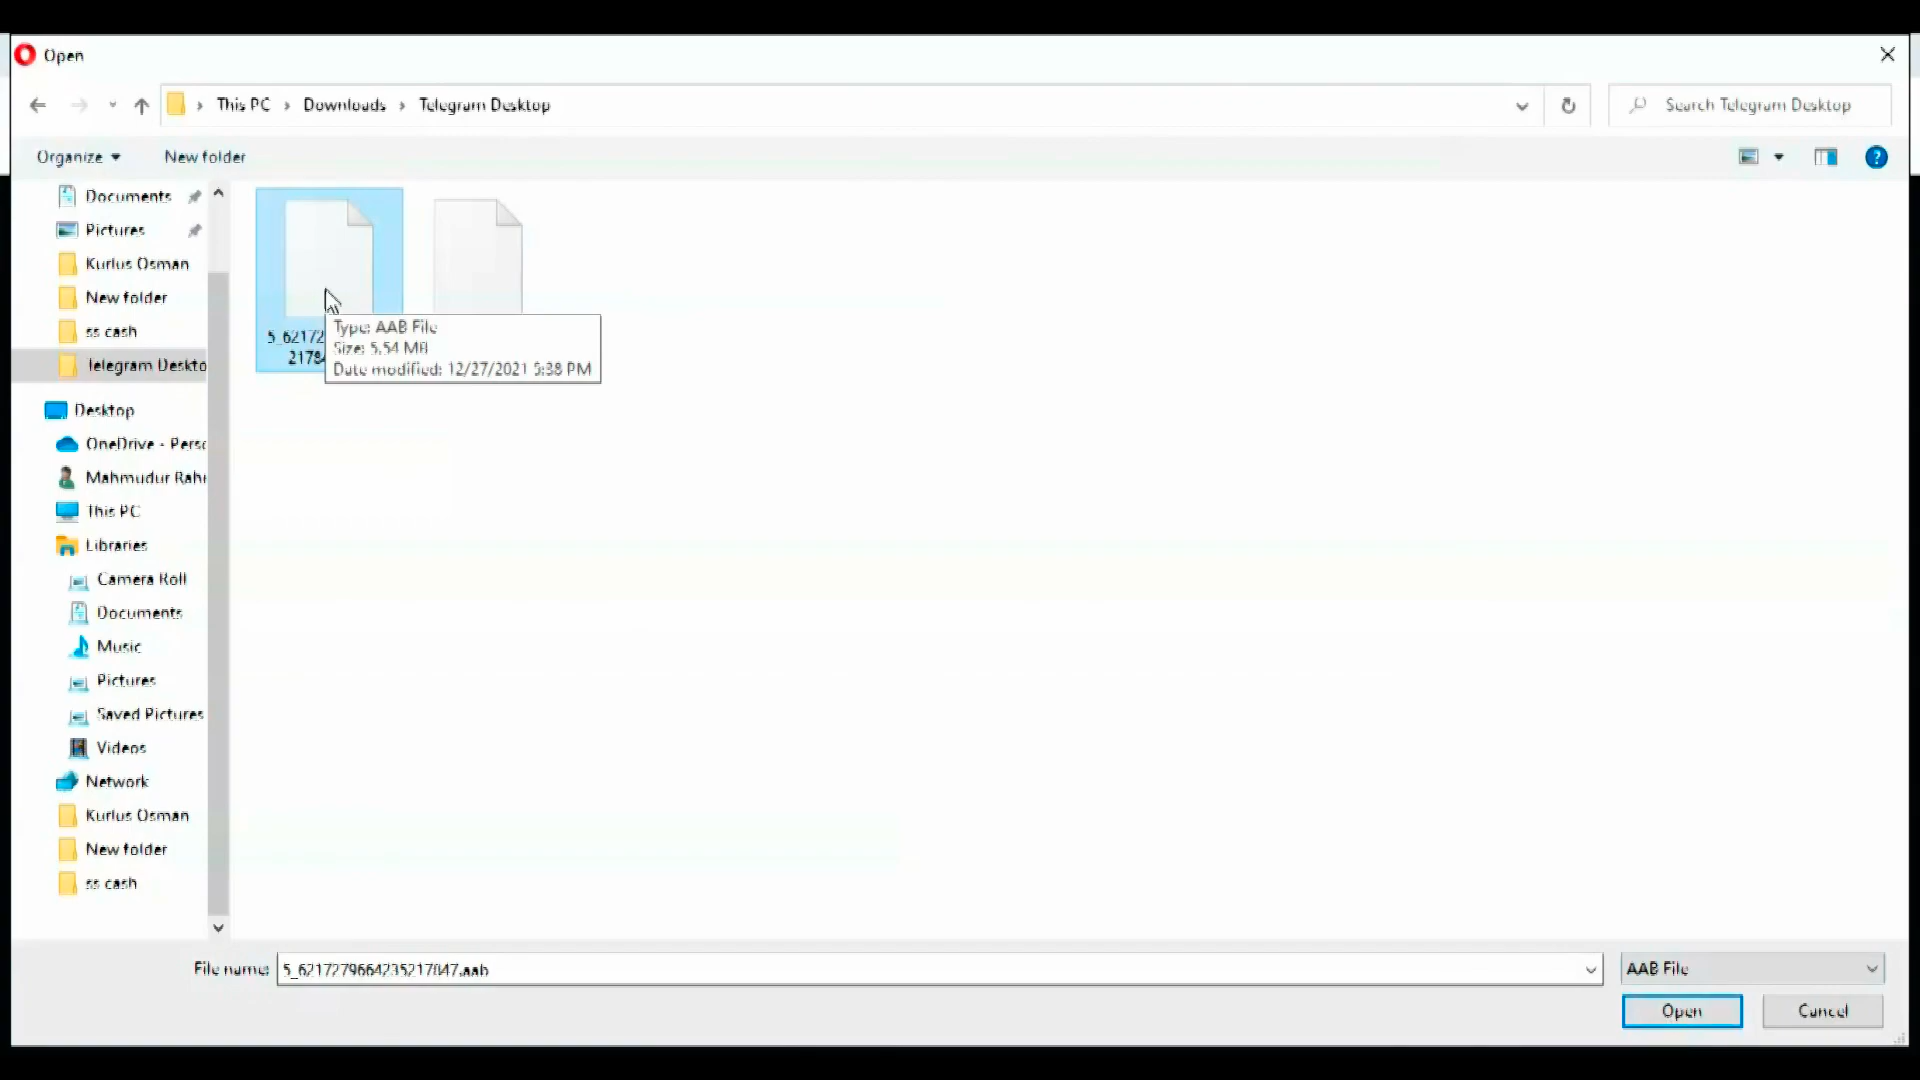 Open
This PC > Downloads > Telegram Desktop
Search Telegram Desktop
Organize
New folder
Documents
Pictures
Kurlus Osman
New folder
ss cash
Telegram Deskto
Desktop
OneDrive - Perso
Mahmudur Rah
This PC
Libraries
Camera Roll
Documents
Music
Pictures
Saved Pictures
Videos
Network
Kurlus Osman
New folder
ss cash
5_62172
2178
Type: AAB File
Size: 5.54 MB
Date modified: 12/27/2021 5:38 PM
File name: 5_6217279664235217847.aab
AAB File
Open
Cancel